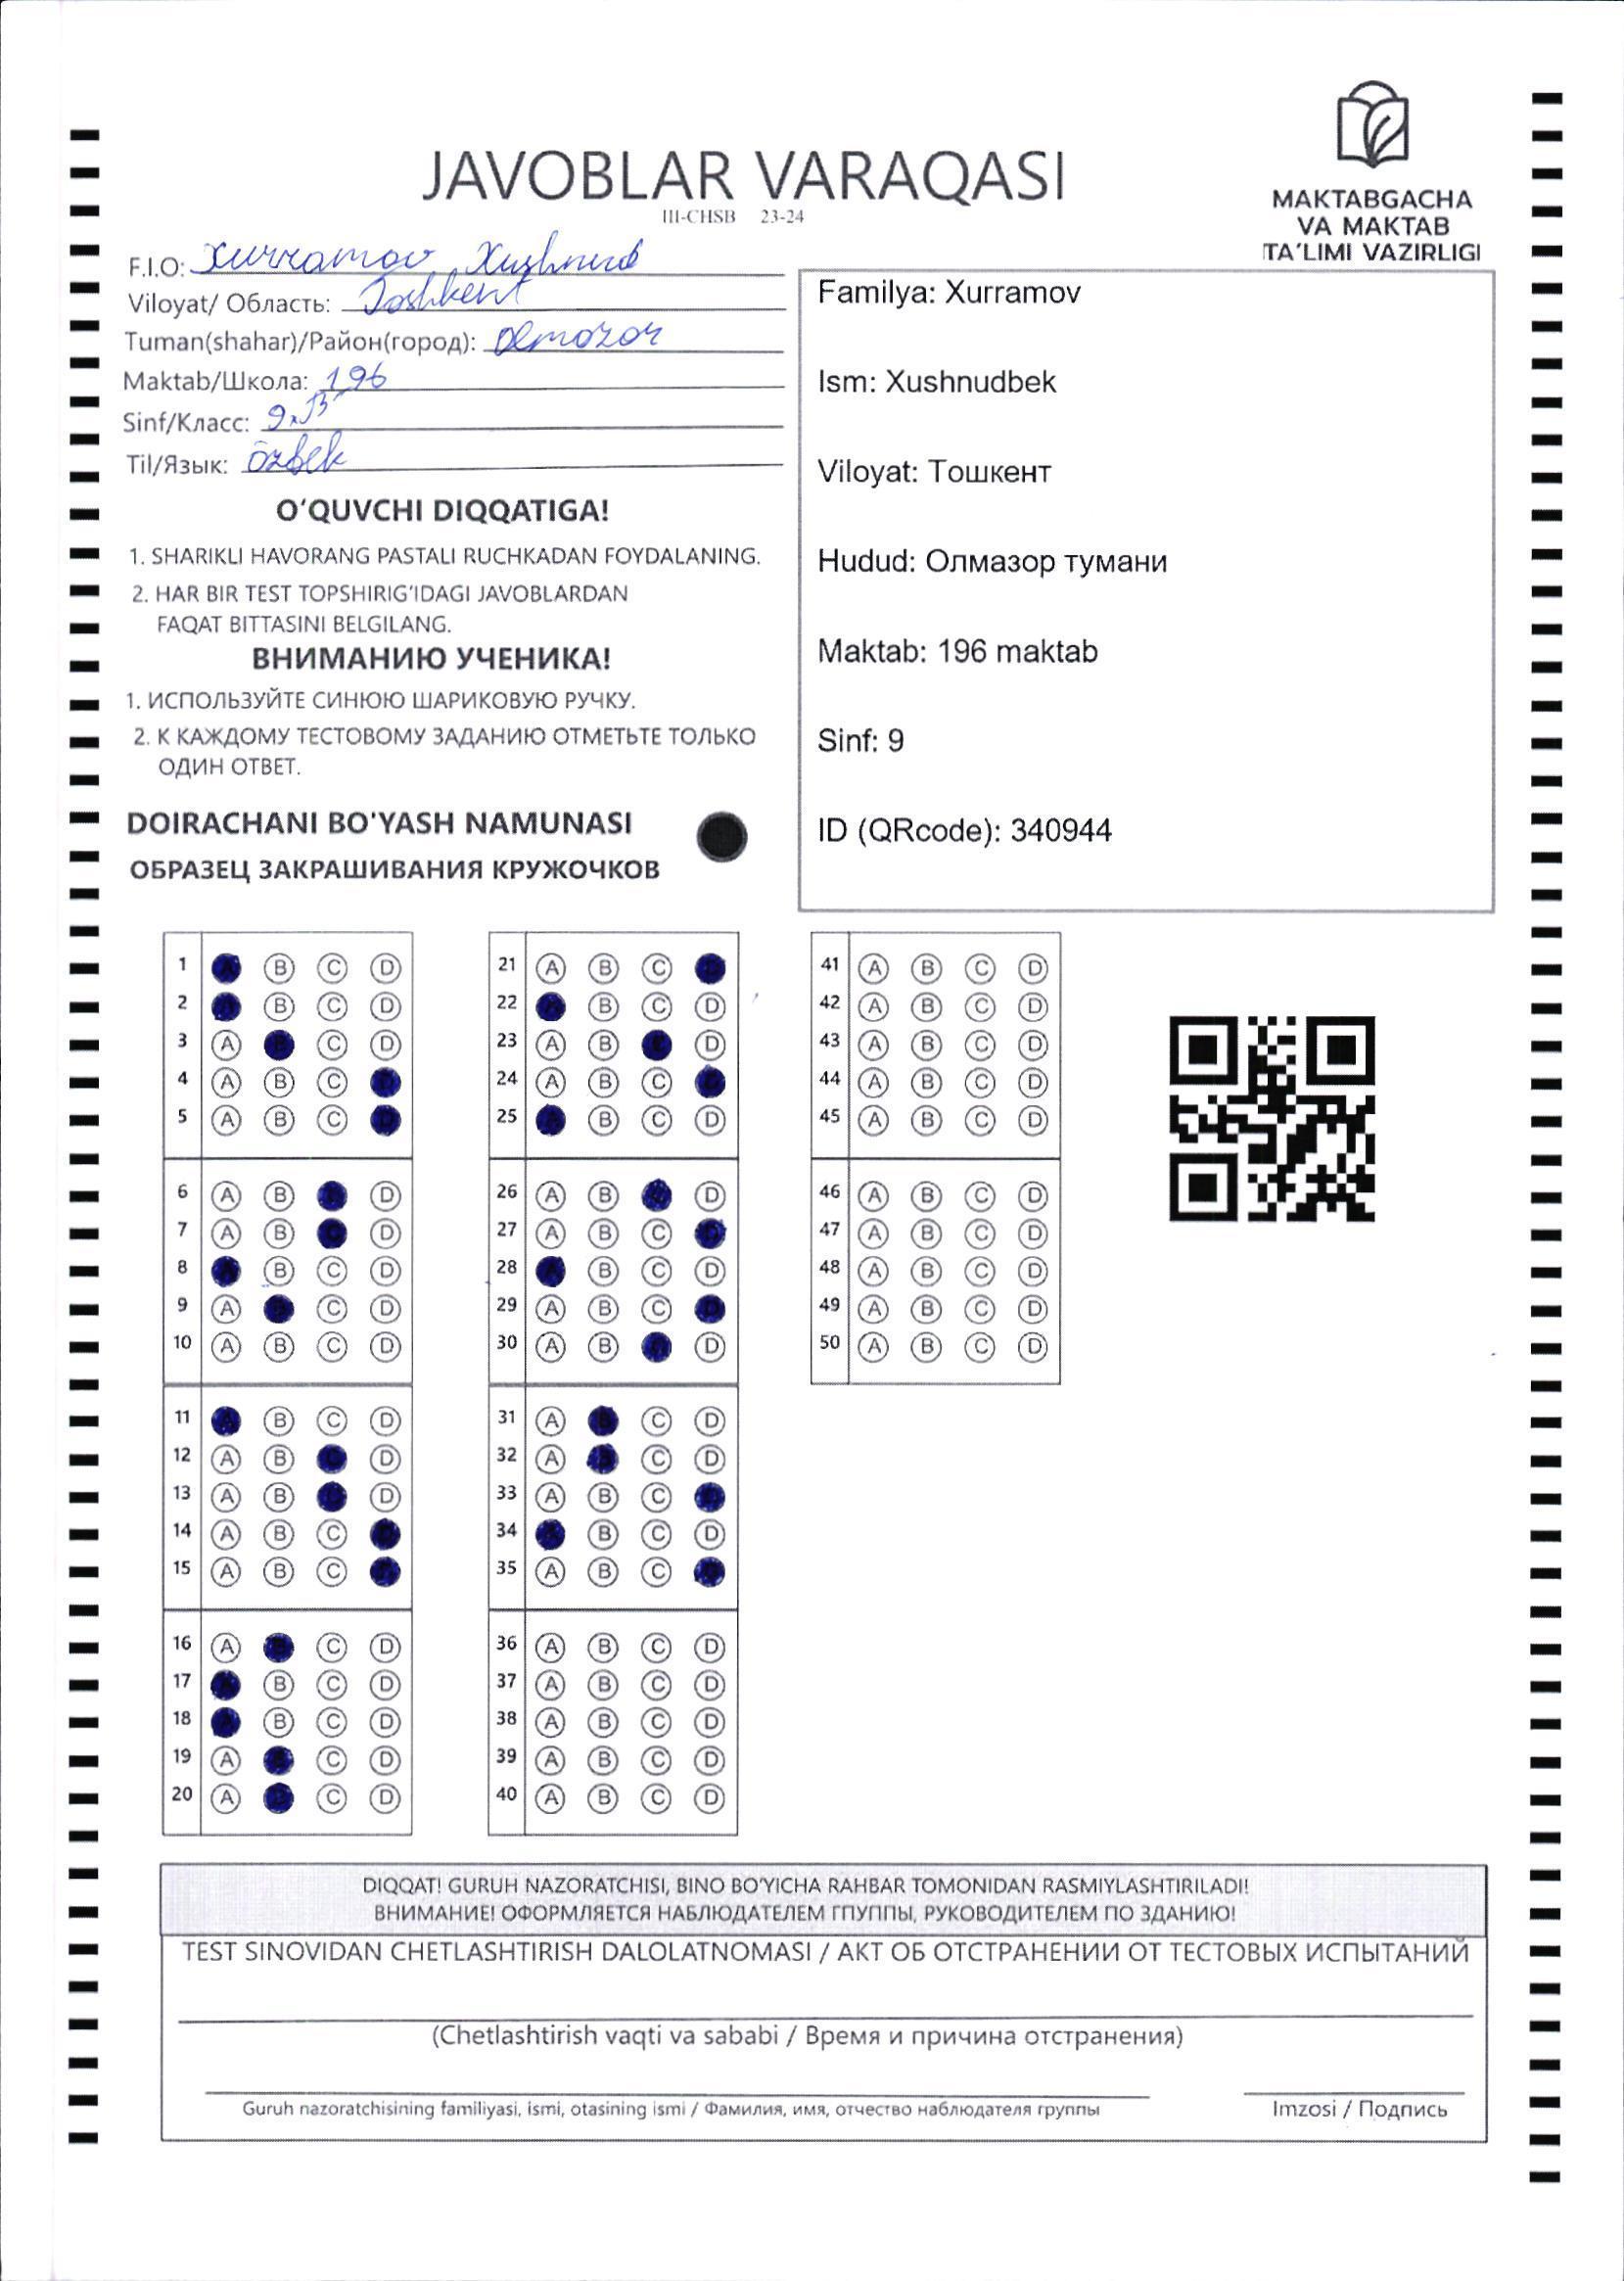 JAVOBLAR VARAQASI
III-CHSB 23-24
MAKTABGACHA
VA MAKTAB
TA'LIMI VAZIRLIGI
F.I.O: Xurramov Xushnud
Viloyat/ Область: Toshkent
Tuman(shahar)/Район(город): Olmozor
Maktab/Школа: 196
Sinf/Класс: 9
Til/Язык: Ozbek
Familya: Xurramov
Ism: Xushnudbek
Viloyat: Тошкент
Hudud: Олмазор тумани
Maktab: 196 maktab
Sinf: 9
ID (QRcode): 340944
O'QUVCHI DIQQATIGA!
1. SHARIKLI HAVORANG PASTALI RUCHKADAN FOYDALANING.
2. HAR BIR TEST TOPSHIRIG'IDAGI JAVOBLARDAN
FAQAT BITTASINI BELGILANG.
ВНИМАНИЮ УЧЕНИКА!
1. ИСПОЛЬЗУЙТЕ СИНЮЮ ШАРИКОВУЮ РУЧКУ.
2. К КАЖДОМУ ТЕСТОВОМУ ЗАДАНИЮ ОТМЕТЬТЕ ТОЛЬКО
ОДИН ОТВЕТ.
DOIRACHANI BO'YASH NAMUNASI
ОБРАЗЕЦ ЗАКРАШИВАНИЯ КРУЖОЧКОВ
1 A B C D
2 A B C D
3 A B C D
4 A B C D
5 A B C D
6 A B C D
7 A B C D
8 A B C D
9 A B C D
10 A B C D
11 A B C D
12 A B C D
13 A B C D
14 A B C D
15 A B C D
16 A B C D
17 A B C D
18 A B C D
19 A B C D
20 A B C D
21 A B C D
22 A B C D
23 A B C D
24 A B C D
25 A B C D
26 A B C D
27 A B C D
28 A B C D
29 A B C D
30 A B C D
31 A B C D
32 A B C D
33 A B C D
34 A B C D
35 A B C D
36 A B C D
37 A B C D
38 A B C D
39 A B C D
40 A B C D
41 A B C D
42 A B C D
43 A B C D
44 A B C D
45 A B C D
46 A B C D
47 A B C D
48 A B C D
49 A B C D
50 A B C D
DIQQAT! GURUH NAZORATCHISI, BINO BO'YICHA RAHBAR TOMONIDAN RASMIYLASHTIRILADI!
ВНИМАНИЕ! ОФОРМЛЯЕТСЯ НАБЛЮДАТЕЛЕМ ГПУППЫ, РУКОВОДИТЕЛЕМ ПО ЗДАНИЮ!
TEST SINOVIDAN CHETLASHTIRISH DALOLATNOMASI / АКТ ОБ ОТСТРАНЕНИИ ОТ ТЕСТОВЫХ ИСПЫТАНИЙ
(Chetlashtirish vaqti va sababi / Время и причина отстранения)
Guruh nazoratchisining familiyasi, ismi, otasining ismi / Фамилия, имя, отчество наблюдателя группы
Imzosi / Подпись